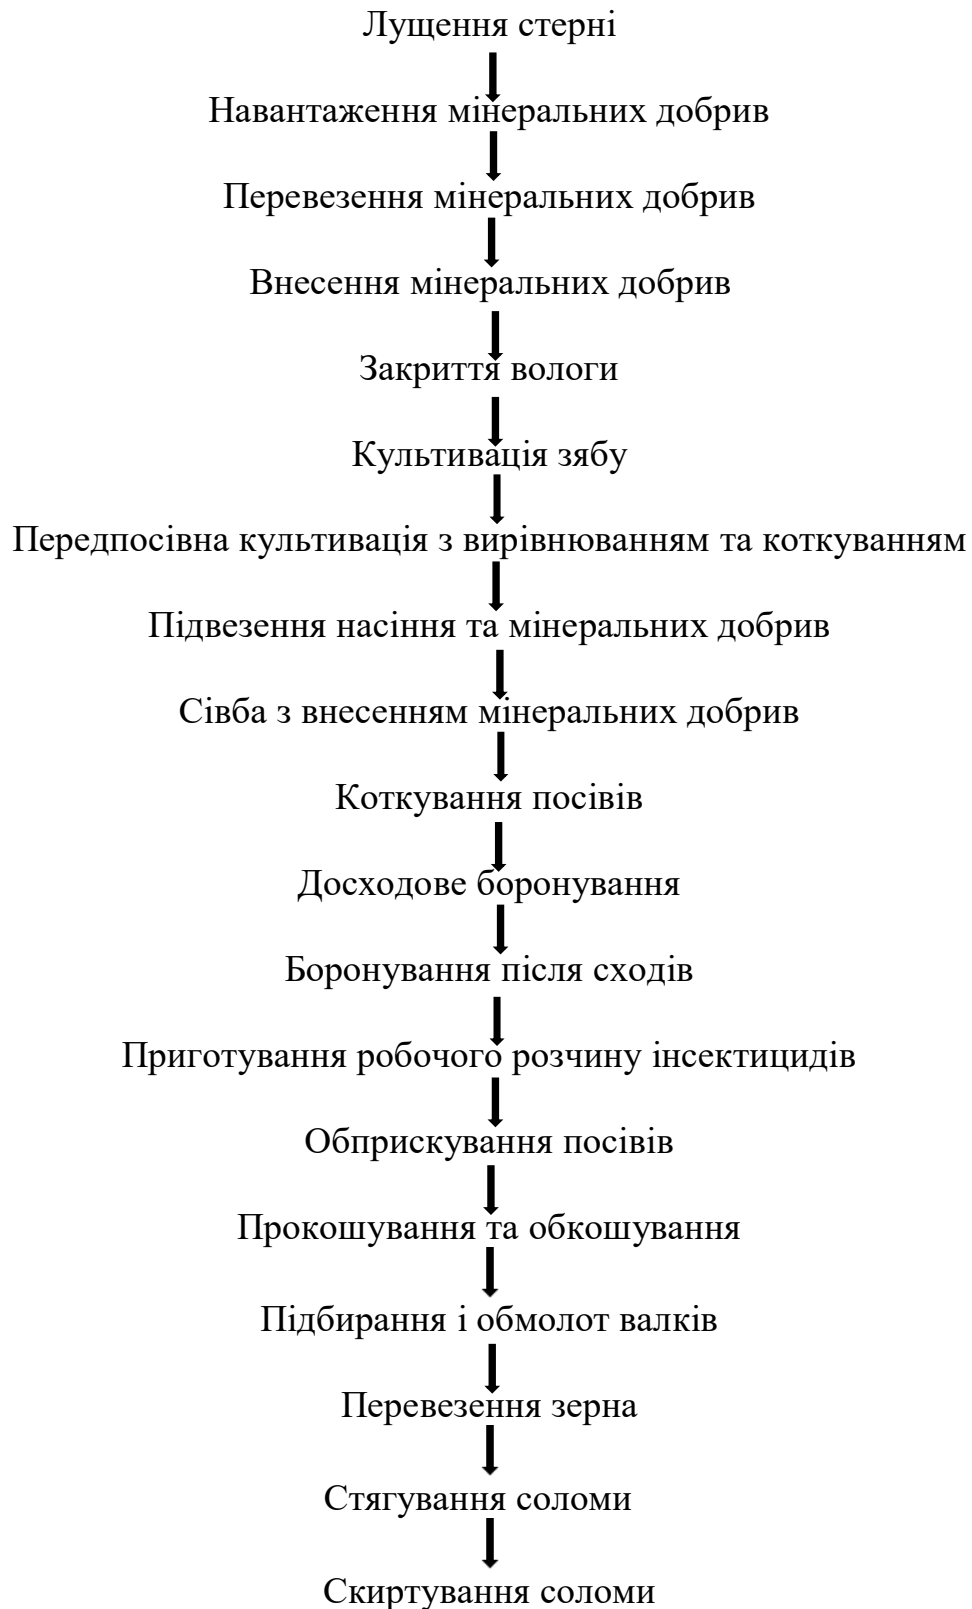 Лущення стерні
Навантаження мінеральних добрив
Перевезення мінеральних добрив
Внесення мінеральних добрив
Закриття вологи
Культивація зябу
Передпосівна культивація з вирівнюванням та коткуванням
Підвезення насіння та мінеральних добрив
Сівба з внесенням мінеральних добрив
Коткування посівів
Досходове боронування
Боронування після сходів
Приготування робочого розчину інсектицидів
Обприскування посівів
Прокошування та обкошування
Підбирання і обмолот валків
Перевезення зерна
Стягування соломи
Скиртування соломи